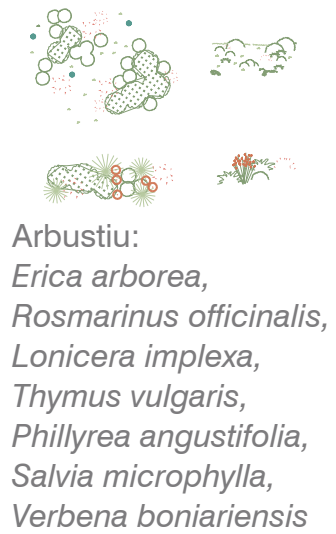 Arbustiu:
Erica arborea,
Rosmarinus officinalis,
Lonicera implexa,
Thymus vulgaris,
Phillyrea angustifolia,
Salvia microphylla,
Verbena boniariensis